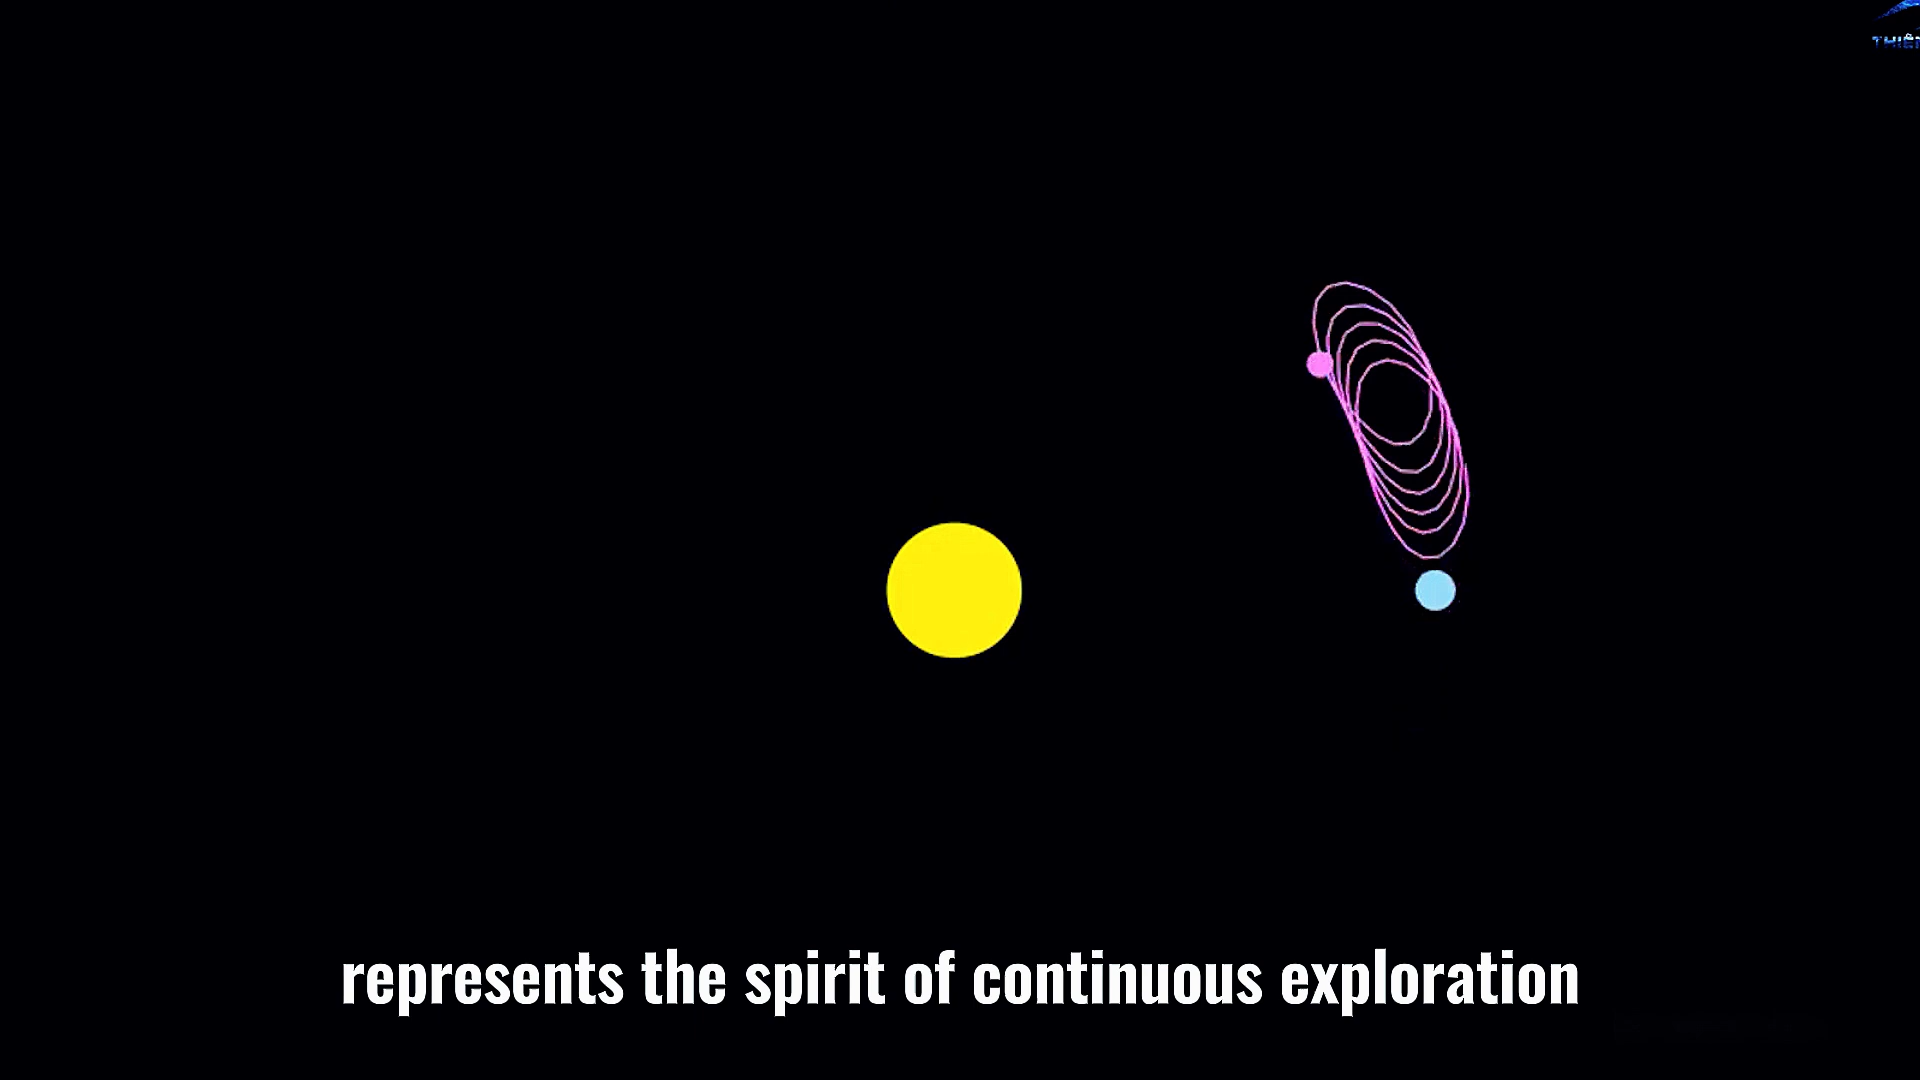 represents the spirit of continuous exploration